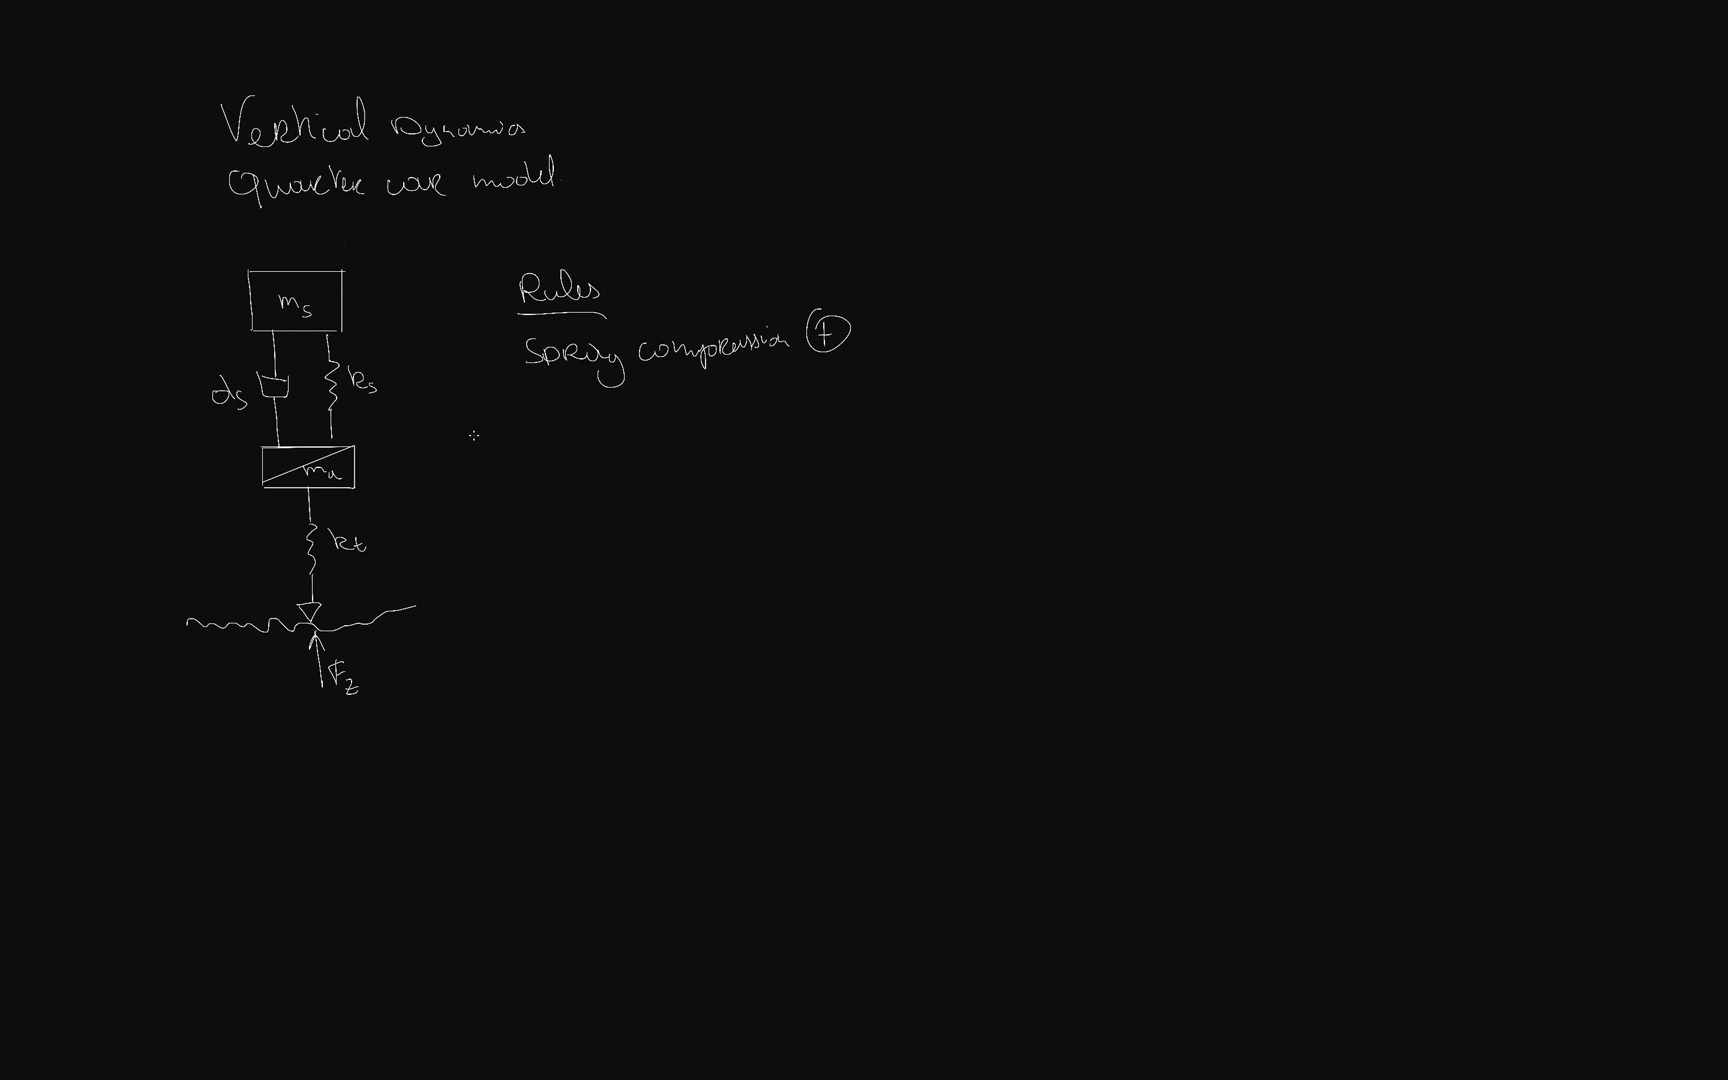 Vertical Dynamics
Quarter car model.
Rules
Spring compression +
ms
ds
ks
mu
kt
Fz